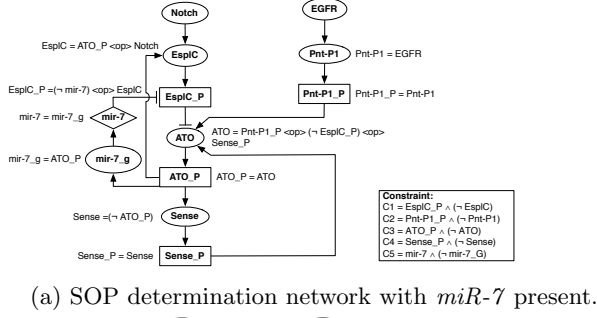 Notch
EGFR
EsplC = ATO_P <op> Notch
EsplC
Pnt-P1
Pnt-P1 = EGFR
EsplC_P =(¬ mir-7) <op> EsplC
EsplC_P
Pnt-P1_P
Pnt-P1_P = Pnt-P1
mir-7 = mir-7_g
mir-7
ATO
ATO = Pnt-P1_P <op> (¬ EsplC_P) <op>
Sense_P
mir-7_g = ATO_P
mir-7_g
ATO_P
ATO_P = ATO
Sense =(¬ ATO_P)
Sense
Sense_P = Sense
Sense_P
Constraint:
C1 = EsplC_P ∧ (¬ EsplC)
C2 = Pnt-P1_P ∧ (¬ Pnt-P1)
C3 = ATO_P ∧ (¬ ATO)
C4 = Sense_P ∧ (¬ Sense)
C5 = mir-7 ∧ (¬ mir-7_G)
(a) SOP determination network with miR-7 present.